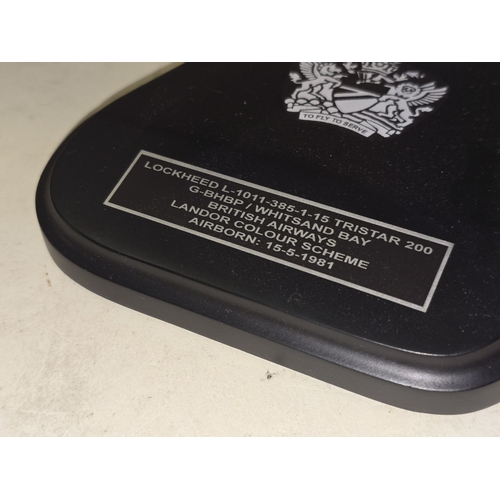 TO FLY TO SERVE
LOCKHEED L-1011-385-1-15 TRISTAR 200
G-BHBP / WHITSAND BAY
BRITISH AIRWAYS
LANDOR COLOUR SCHEME
AIRBORN: 15-5-1981